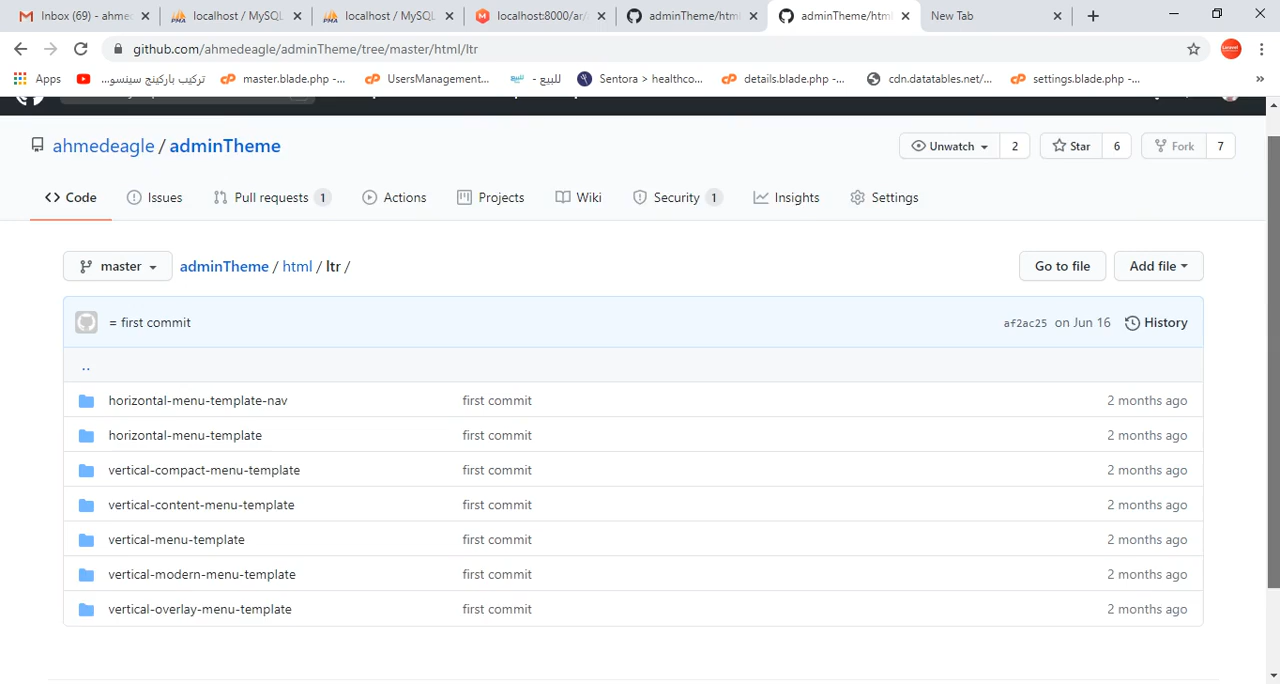 Inbox (69) - ahmed
localhost / MySQL
localhost / MySQL
localhost:8000/ar/
adminTheme/html
adminTheme/html
New Tab
github.com/ahmedeagle/adminTheme/tree/master/html/ltr
Apps
تركيب باركينج سينسو...
master.blade.php -...
UsersManagement...
للبيع - للبيع
Sentora > healthco...
details.blade.php -...
cdn.datatables.net/...
settings.blade.php -...
»
ahmedeagle / adminTheme
Unwatch 2
Star 6
Fork 7
<> Code
Issues
Pull requests 1
Actions
Projects
Wiki
Security 1
Insights
Settings
master
adminTheme / html / ltr /
Go to file
Add file
= first commit
af2ac25 on Jun 16
History
..
horizontal-menu-template-nav first commit 2 months ago
horizontal-menu-template first commit 2 months ago
vertical-compact-menu-template first commit 2 months ago
vertical-content-menu-template first commit 2 months ago
vertical-menu-template first commit 2 months ago
vertical-modern-menu-template first commit 2 months ago
vertical-overlay-menu-template first commit 2 months ago